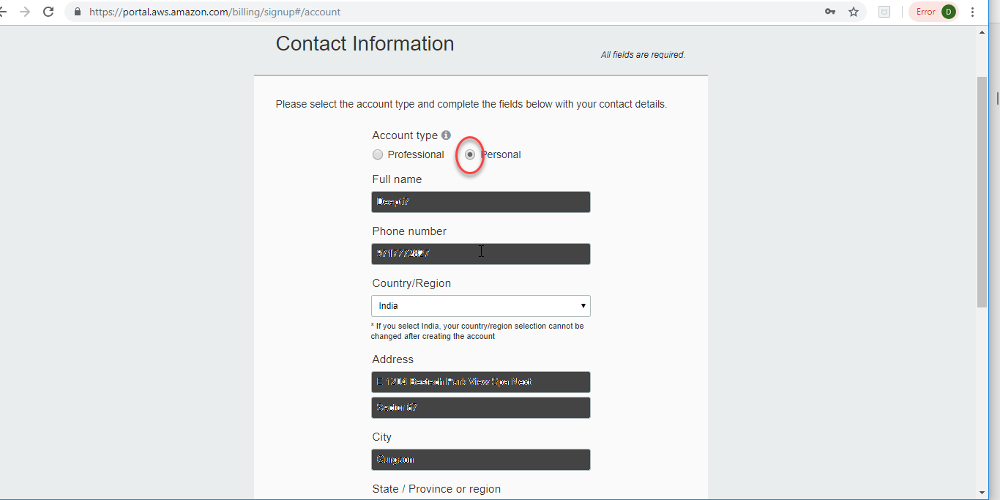 https://portal.aws.amazon.com/billing/signup#/account
Error D
Contact Information
All fields are required.
Please select the account type and complete the fields below with your contact details.
Account type
Professional Personal
Full name
Phone number
Country/Region
India
* If you select India, your country/region selection cannot be
changed after creating the account
Address
E 1204 Bestech Park View Spa Next
Sector 67
City
Gurgaon
State / Province or region